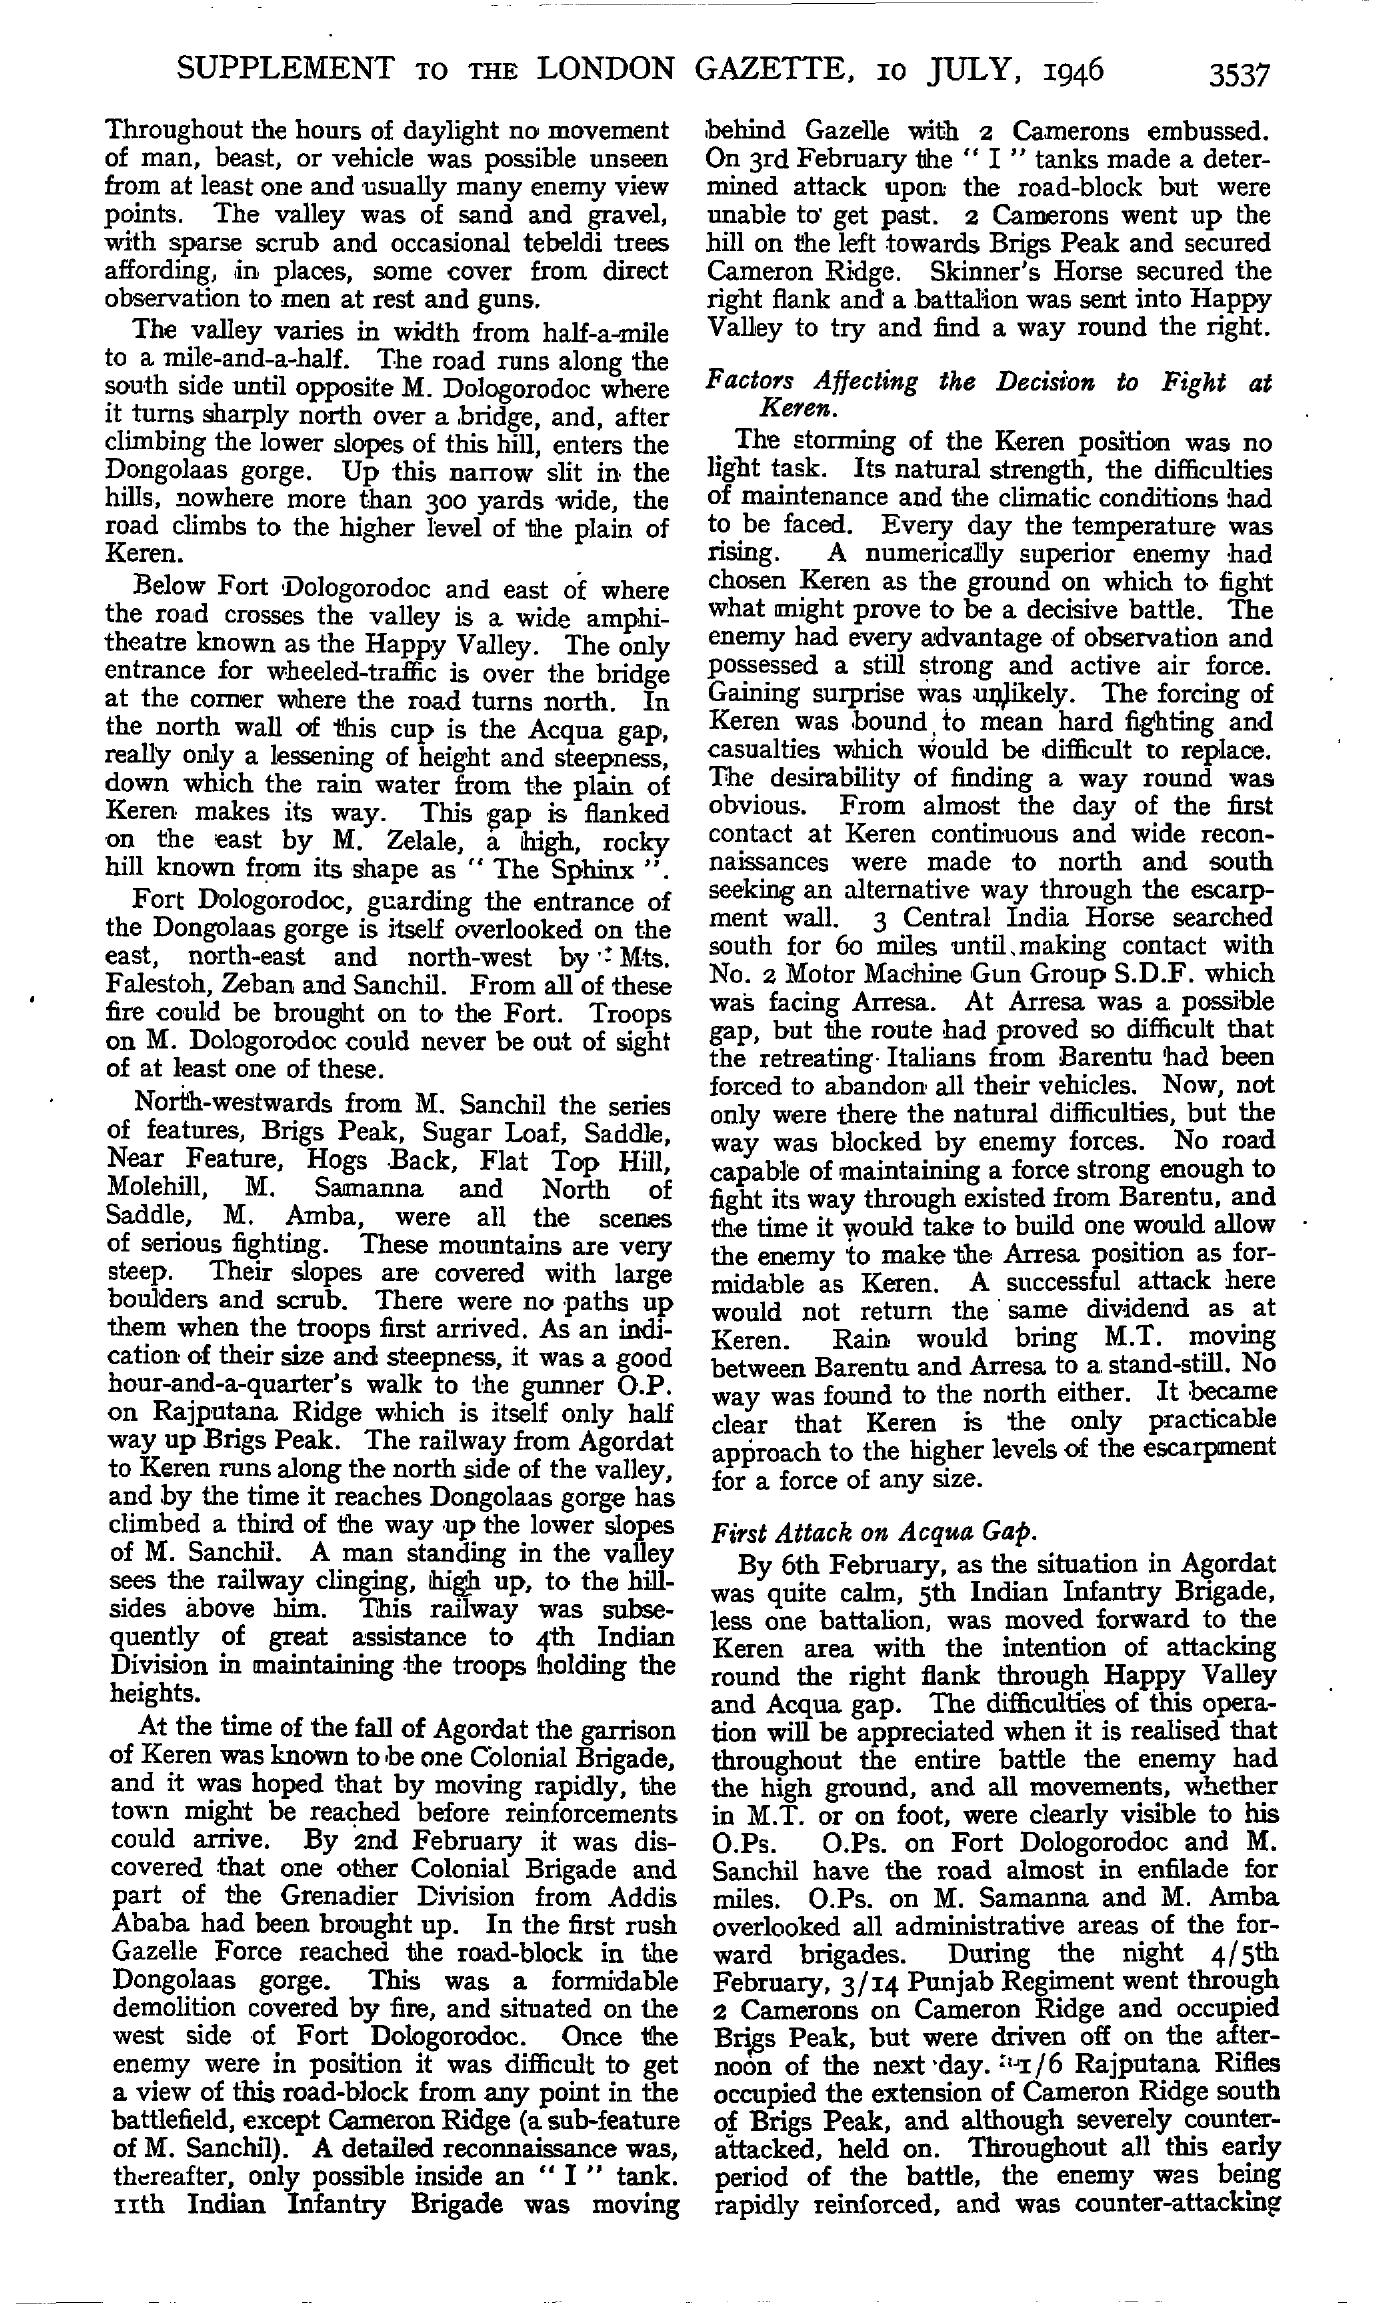 SUPPLEMENT TO THE LONDON GAZETTE, 10 JULY, 1946 3537
Throughout the hours of daylight no movement
of man, beast, or vehicle was possible unseen
from at least one and usually many enemy view
points. The valley was of sand and gravel,
with sparse scrub and occasional tebeldi trees
affording, in places, some cover from direct
observation to men at rest and guns.
The valley varies in width from half-a-mile
to a mile-and-a-half. The road runs along the
south side until opposite M. Dologorodoc where
it turns sharply north over a bridge, and, after
climbing the lower slopes of this hill, enters the
Dongolaas gorge. Up this narrow slit in the
hills, nowhere more than 300 yards wide, the
road climbs to the higher level of the plain of
Keren.
Below Fort Dologorodoc and east of where
the road crosses the valley is a wide amphi-
theatre known as the Happy Valley. The only
entrance for wheeled-traffic is over the bridge
at the corner where the road turns north. In
the north wall of this cup is the Acqua gap,
really only a lessening of height and steepness,
down which the rain water from the plain of
Keren makes its way. This gap is flanked
on the east by M. Zelale, a high, rocky
hill known from its shape as " The Sphinx ".
Fort Dologorodoc, guarding the entrance of
the Dongolaas gorge is itself overlooked on the
east, north-east and north-west by Mts.
Falestoh, Zeban and Sanchil. From all of these
fire could be brought on to the Fort. Troops
on M. Dologorodoc could never be out of sight
of at least one of these.
North-westwards from M. Sanchil the series
of features, Brigs Peak, Sugar Loaf, Saddle,
Near Feature, Hogs Back, Flat Top Hill,
Molehill, M. Samanna and North of
Saddle, M. Amba, were all the scenes
of serious fighting. These mountains are very
steep. Their slopes are covered with large
boulders and scrub. There were no paths up
them when the troops first arrived. As an indi-
cation of their size and steepness, it was a good
hour-and-a-quarter's walk to the gunner O.P.
on Rajputana Ridge which is itself only half
way up Brigs Peak. The railway from Agordat
to Keren runs along the north side of the valley,
and by the time it reaches Dongolaas gorge has
climbed a third of the way up the lower slopes
of M. Sanchil. A man standing in the valley
sees the railway clinging, high up, to the hill-
sides above him. This railway was subse-
quently of great assistance to 4th Indian
Division in maintaining the troops holding the
heights.
At the time of the fall of Agordat the garrison
of Keren was known to be one Colonial Brigade,
and it was hoped that by moving rapidly, the
town might be reached before reinforcements
could arrive. By 2nd February it was dis-
covered that one other Colonial Brigade and
part of the Grenadier Division from Addis
Ababa had been brought up. In the first rush
Gazelle Force reached the road-block in the
Dongolaas gorge. This was a formidable
demolition covered by fire, and situated on the
west side of Fort Dologorodoc. Once the
enemy were in position it was difficult to get
a view of this road-block from any point in the
battlefield, except Cameron Ridge (a sub-feature
of M. Sanchil). A detailed reconnaissance was,
thereafter, only possible inside an " I " tank.
11th Indian Infantry Brigade was moving
behind Gazelle with 2 Camerons embussed.
On 3rd February the " I " tanks made a deter-
mined attack upon the road-block but were
unable to get past. 2 Camerons went up the
hill on the left towards Brigs Peak and secured
Cameron Ridge. Skinner's Horse secured the
right flank and a battalion was sent into Happy
Valley to try and find a way round the right.
Factors Affecting the Decision to Fight at
Keren.
The storming of the Keren position was no
light task. Its natural strength, the difficulties
of maintenance and the climatic conditions had
to be faced. Every day the temperature was
rising. A numerically superior enemy had
chosen Keren as the ground on which to fight
what might prove to be a decisive battle. The
enemy had every advantage of observation and
possessed a still strong and active air force.
Gaining surprise was unlikely. The forcing of
Keren was bound to mean hard fighting and
casualties which would be difficult to replace.
The desirability of finding a way round was
obvious. From almost the day of the first
contact at Keren continuous and wide recon-
naissances were made to north and south
seeking an alternative way through the escarp-
ment wall. 3 Central India Horse searched
south for 60 miles until making contact with
No. 2 Motor Machine Gun Group S.D.F. which
was facing Arresa. At Arresa was a possible
gap, but the route had proved so difficult that
the retreating Italians from Barentu had been
forced to abandon all their vehicles. Now, not
only were there the natural difficulties, but the
way was blocked by enemy forces. No road
capable of maintaining a force strong enough to
fight its way through existed from Barentu, and
the time it would take to build one would allow
the enemy to make the Arresa position as for-
midable as Keren. A successful attack here
would not return the same dividend as at
Keren. Rain would bring M.T. moving
between Barentu and Arresa to a stand-still. No
way was found to the north either. It became
clear that Keren is the only practicable
approach to the higher levels of the escarpment
for a force of any size.
First Attack on Acqua Gap.
By 6th February, as the situation in Agordat
was quite calm, 5th Indian Infantry Brigade,
less one battalion, was moved forward to the
Keren area with the intention of attacking
round the right flank through Happy Valley
and Acqua gap. The difficulties of this opera-
tion will be appreciated when it is realised that
throughout the entire battle the enemy had
the high ground, and all movements, whether
in M.T. or on foot, were clearly visible to his
O.Ps. O.Ps. on Fort Dologorodoc and M.
Sanchil have the road almost in enfilade for
miles. O.Ps. on M. Samanna and M. Amba
overlooked all administrative areas of the for-
ward brigades. During the night 4/5th
February, 3/14 Punjab Regiment went through
2 Camerons on Cameron Ridge and occupied
Brigs Peak, but were driven off on the after-
noon of the next day. 1/6 Rajputana Rifles
occupied the extension of Cameron Ridge south
of Brigs Peak, and although severely counter-
attacked, held on. Throughout all this early
period of the battle, the enemy was being
rapidly reinforced, and was counter-attacking